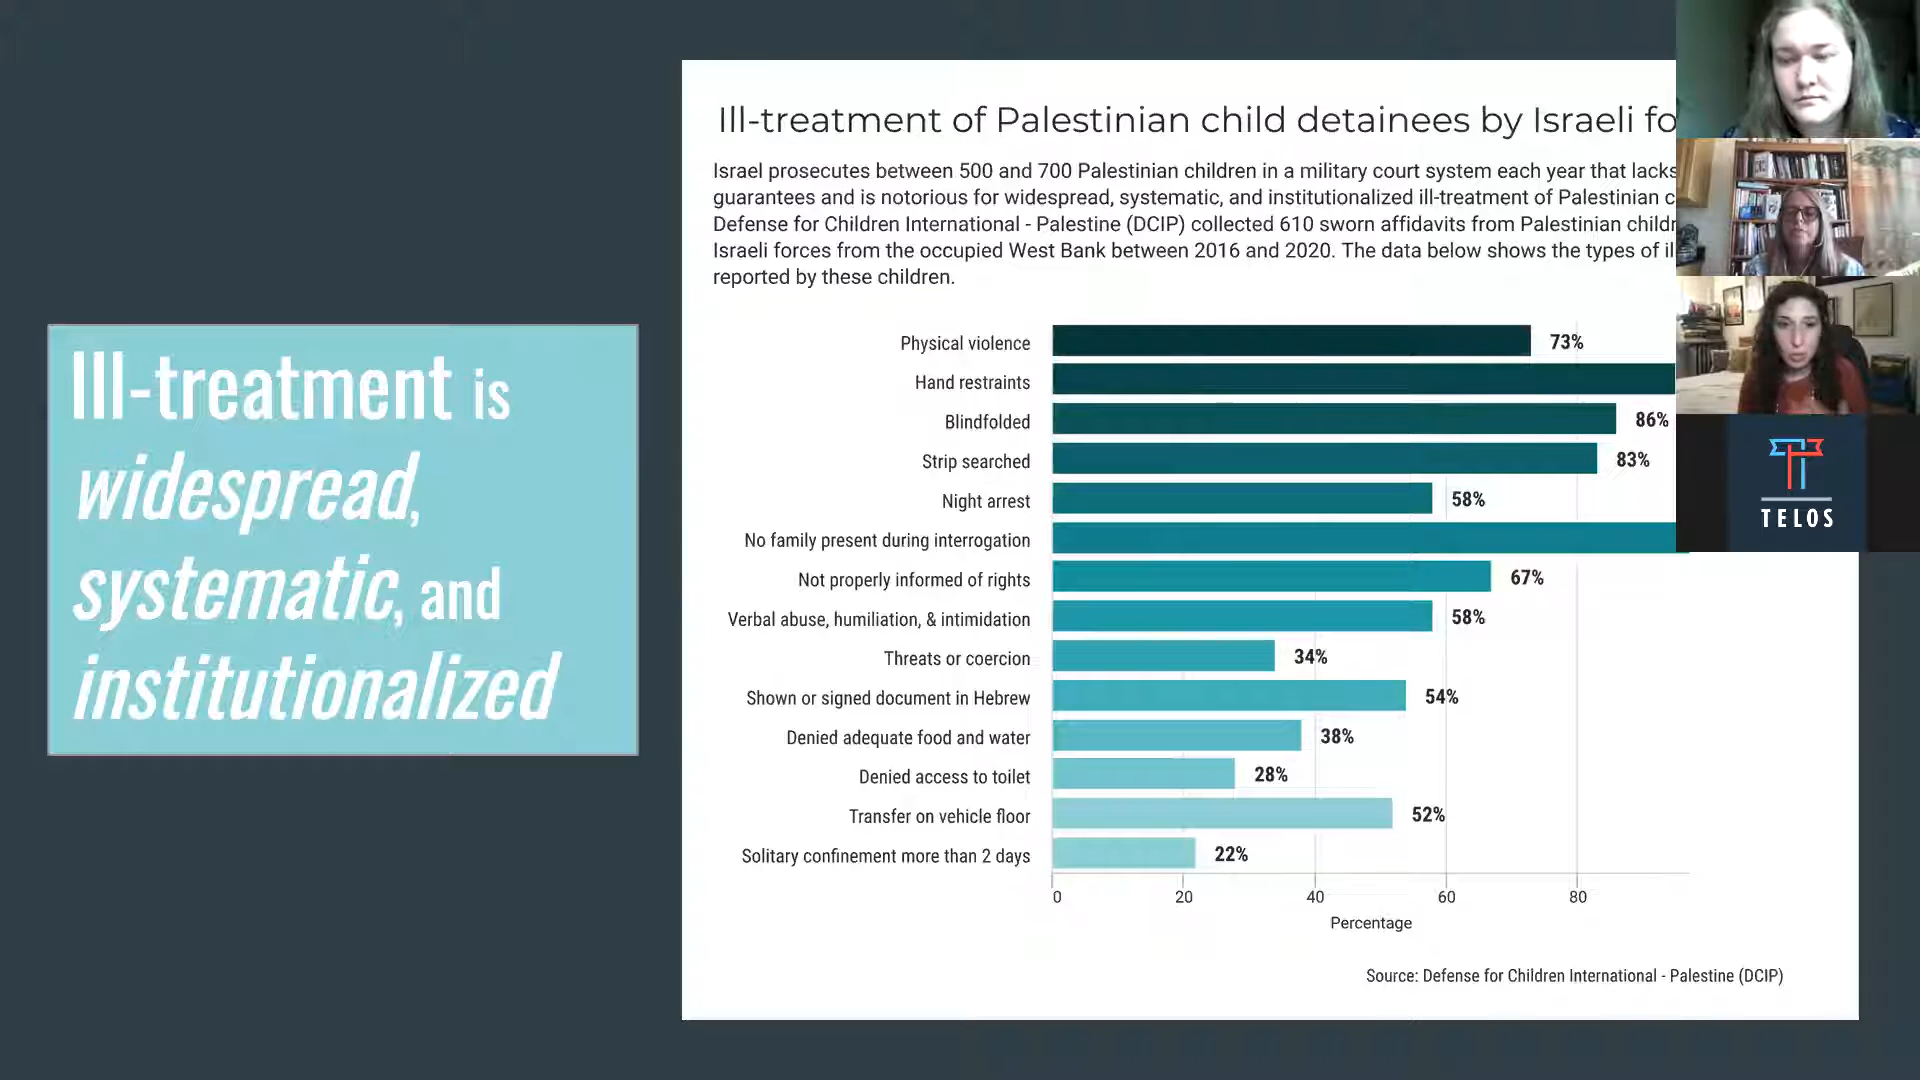 Ill-treatment is
widespread,
systematic, and
institutionalized
Ill-treatment of Palestinian child detainees by Israeli
Israel prosecutes between 500 and 700 Palestinian children in a military court system each year that lacks
guarantees and is notorious for widespread, systematic, and institutionalized ill-treatment of Palestinian
Defense for Children International - Palestine (DCIP) collected 610 sworn affidavits from Palestinian
Israeli forces from the occupied West Bank between 2016 and 2020. The data below shows the types of
reported by these children.
Physical violence 73%
Hand restraints
Blindfolded 86%
Strip searched 83%
Night arrest 58%
No family present during interrogation
Not properly informed of rights 67%
Verbal abuse, humiliation, & intimidation 58%
Threats or coercion 34%
Shown or signed document in Hebrew 54%
Denied adequate food and water 38%
Denied access to toilet 28%
Transfer on vehicle floor 52%
Solitary confinement more than 2 days 22%
0 20 40 60 80
Percentage
Source: Defense for Children International - Palestine (DCIP)
TELOS